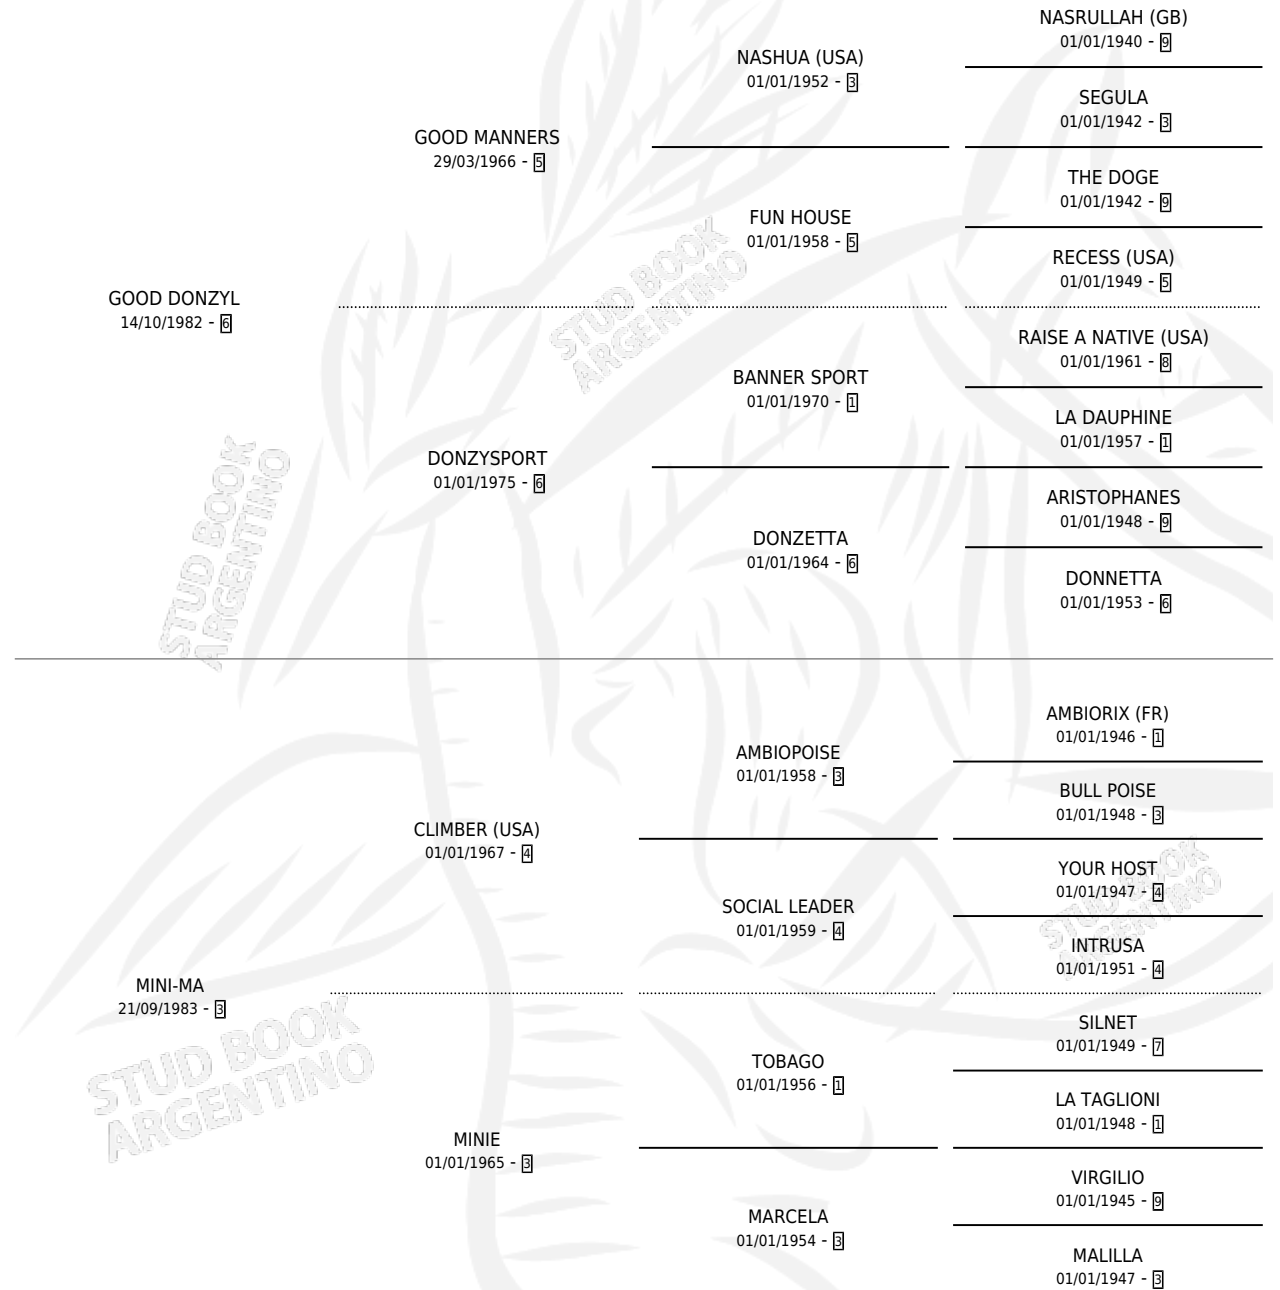 NASRULLAH (GB)
01/01/1940 - 9
NASHUA (USA)
01/01/1952 - 3
SEGULA
01/01/1942 - 3
GOOD MANNERS
29/03/1966 - 5
THE DOGE
01/01/1942 - 9
FUN HOUSE
01/01/1958 - 5
RECESS (USA)
01/01/1949 - 5
GOOD DONZYL
14/10/1982 - 6
RAISE A NATIVE (USA)
01/01/1961 - 8
BANNER SPORT
01/01/1970 - 1
LA DAUPHINE
01/01/1957 - 1
DONZYSPORT
01/01/1975 - 6
ARISTOPHANES
01/01/1948 - 9
DONZETTA
01/01/1964 - 6
DONNETTA
01/01/1953 - 6
AMBIORIX (FR)
01/01/1946 - 1
AMBIOPOISE
01/01/1958 - 3
BULL POISE
01/01/1948 - 3
CLIMBER (USA)
01/01/1967 - 4
YOUR HOST
01/01/1947 - 4
SOCIAL LEADER
01/01/1959 - 4
INTRUSA
01/01/1951 - 4
MINI-MA
21/09/1983 - 3
SILNET
01/01/1949 - 7
TOBAGO
01/01/1956 - 1
LA TAGLIONI
01/01/1948 - 1
MINIE
01/01/1965 - 3
VIRGILIO
01/01/1945 - 9
MARCELA
01/01/1954 - 3
MALILLA
01/01/1947 - 3
STUD BOOK
ARGENTINO
STUD BOOK
ARGENTINO
STUD BOOK
ARGENTINO
STUD BOOK
ARGENTINO